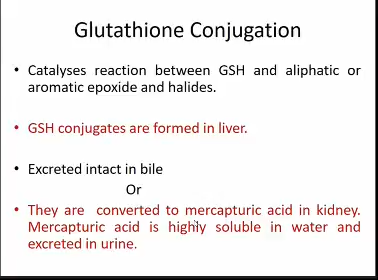 Glutathione Conjugation
• Catalyses reaction between GSH and aliphatic or
aromatic epoxide and halides.
• GSH conjugates are formed in liver.
• Excreted intact in bile
Or
• They are converted to mercapturic acid in kidney.
Mercapturic acid is highly soluble in water and
excreted in urine.